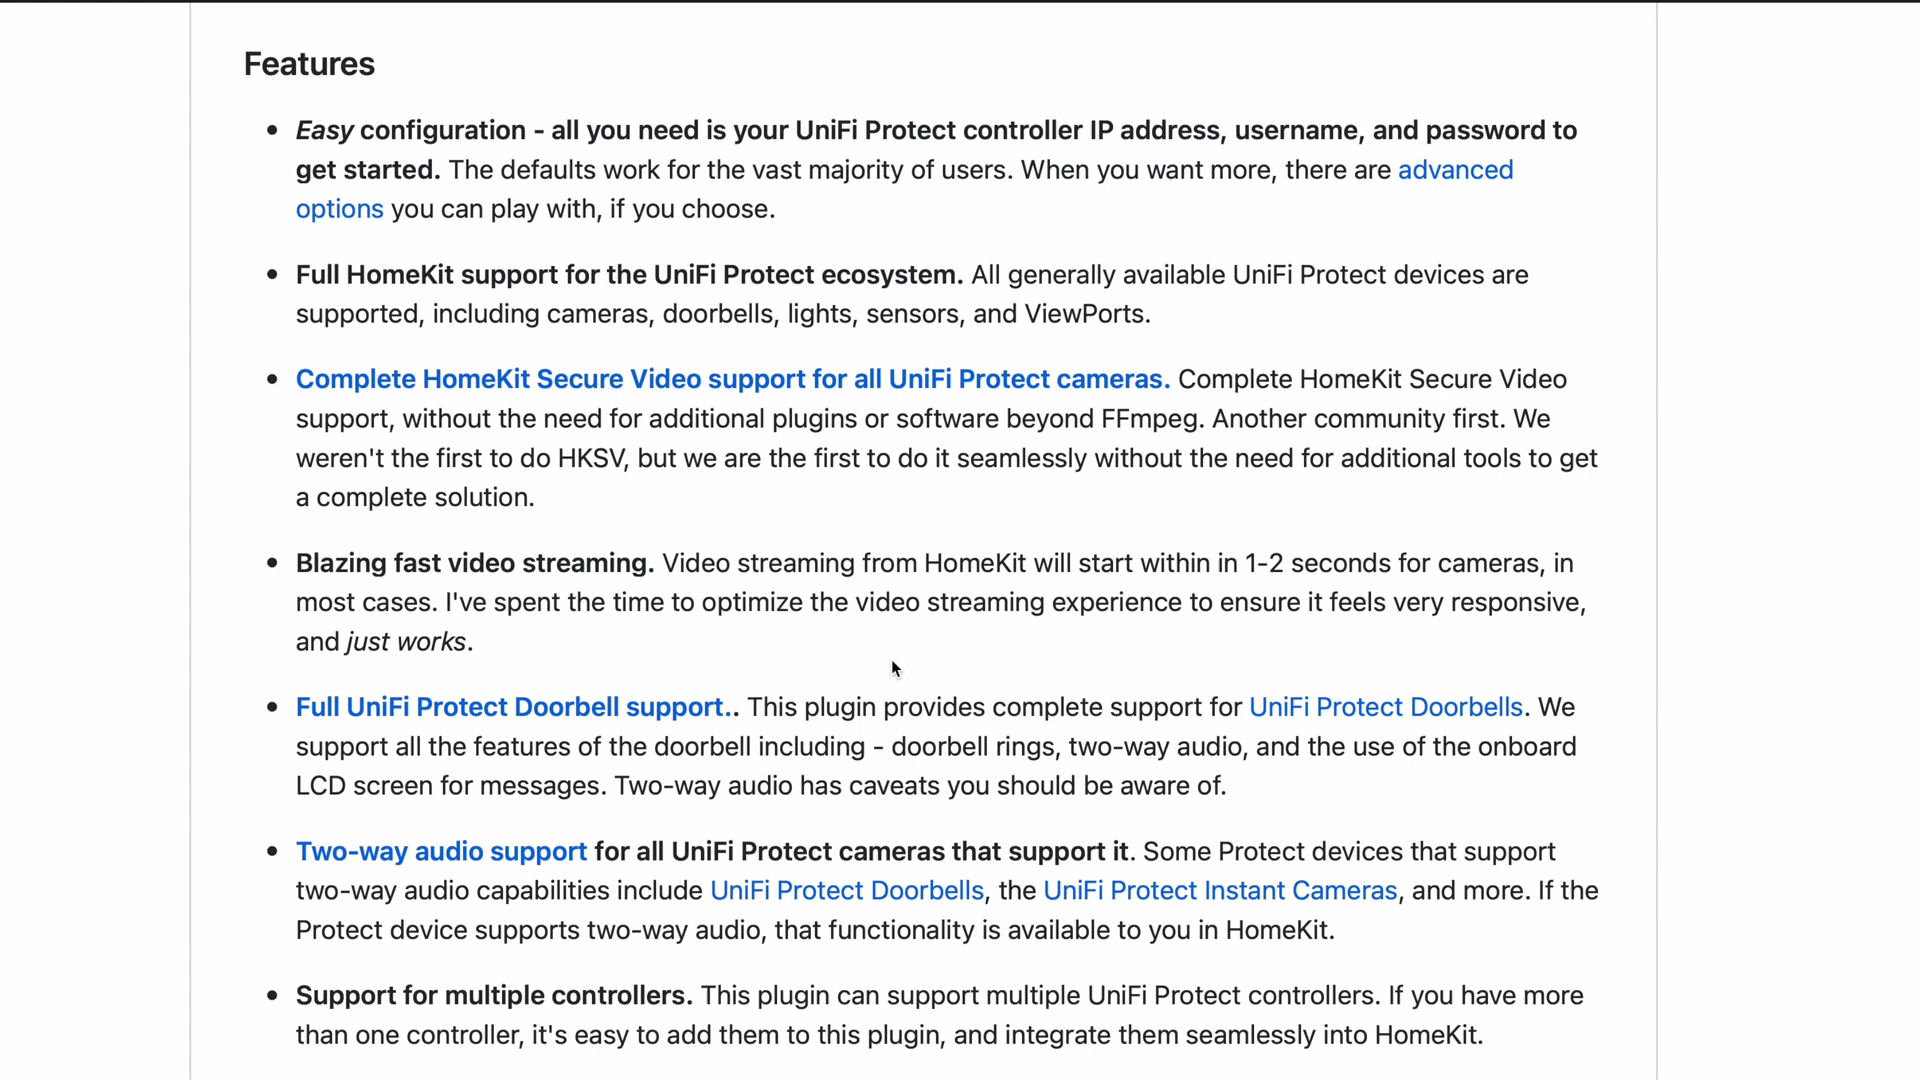 Features
Easy configuration - all you need is your UniFi Protect controller IP address, username, and password to
get started. The defaults work for the vast majority of users. When you want more, there are advanced
options you can play with, if you choose.
Full HomeKit support for the UniFi Protect ecosystem. All generally available UniFi Protect devices are
supported, including cameras, doorbells, lights, sensors, and ViewPorts.
Complete HomeKit Secure Video support for all UniFi Protect cameras. Complete HomeKit Secure Video
support, without the need for additional plugins or software beyond FFmpeg. Another community first. We
weren't the first to do HKSV, but we are the first to do it seamlessly without the need for additional tools to get
a complete solution.
Blazing fast video streaming. Video streaming from HomeKit will start within in 1-2 seconds for cameras, in
most cases. I've spent the time to optimize the video streaming experience to ensure it feels very responsive,
and just works.
Full UniFi Protect Doorbell support.. This plugin provides complete support for UniFi Protect Doorbells. We
support all the features of the doorbell including - doorbell rings, two-way audio, and the use of the onboard
LCD screen for messages. Two-way audio has caveats you should be aware of.
Two-way audio support for all UniFi Protect cameras that support it. Some Protect devices that support
two-way audio capabilities include UniFi Protect Doorbells, the UniFi Protect Instant Cameras, and more. If the
Protect device supports two-way audio, that functionality is available to you in HomeKit.
Support for multiple controllers. This plugin can support multiple UniFi Protect controllers. If you have more
than one controller, it's easy to add them to this plugin, and integrate them seamlessly into HomeKit.